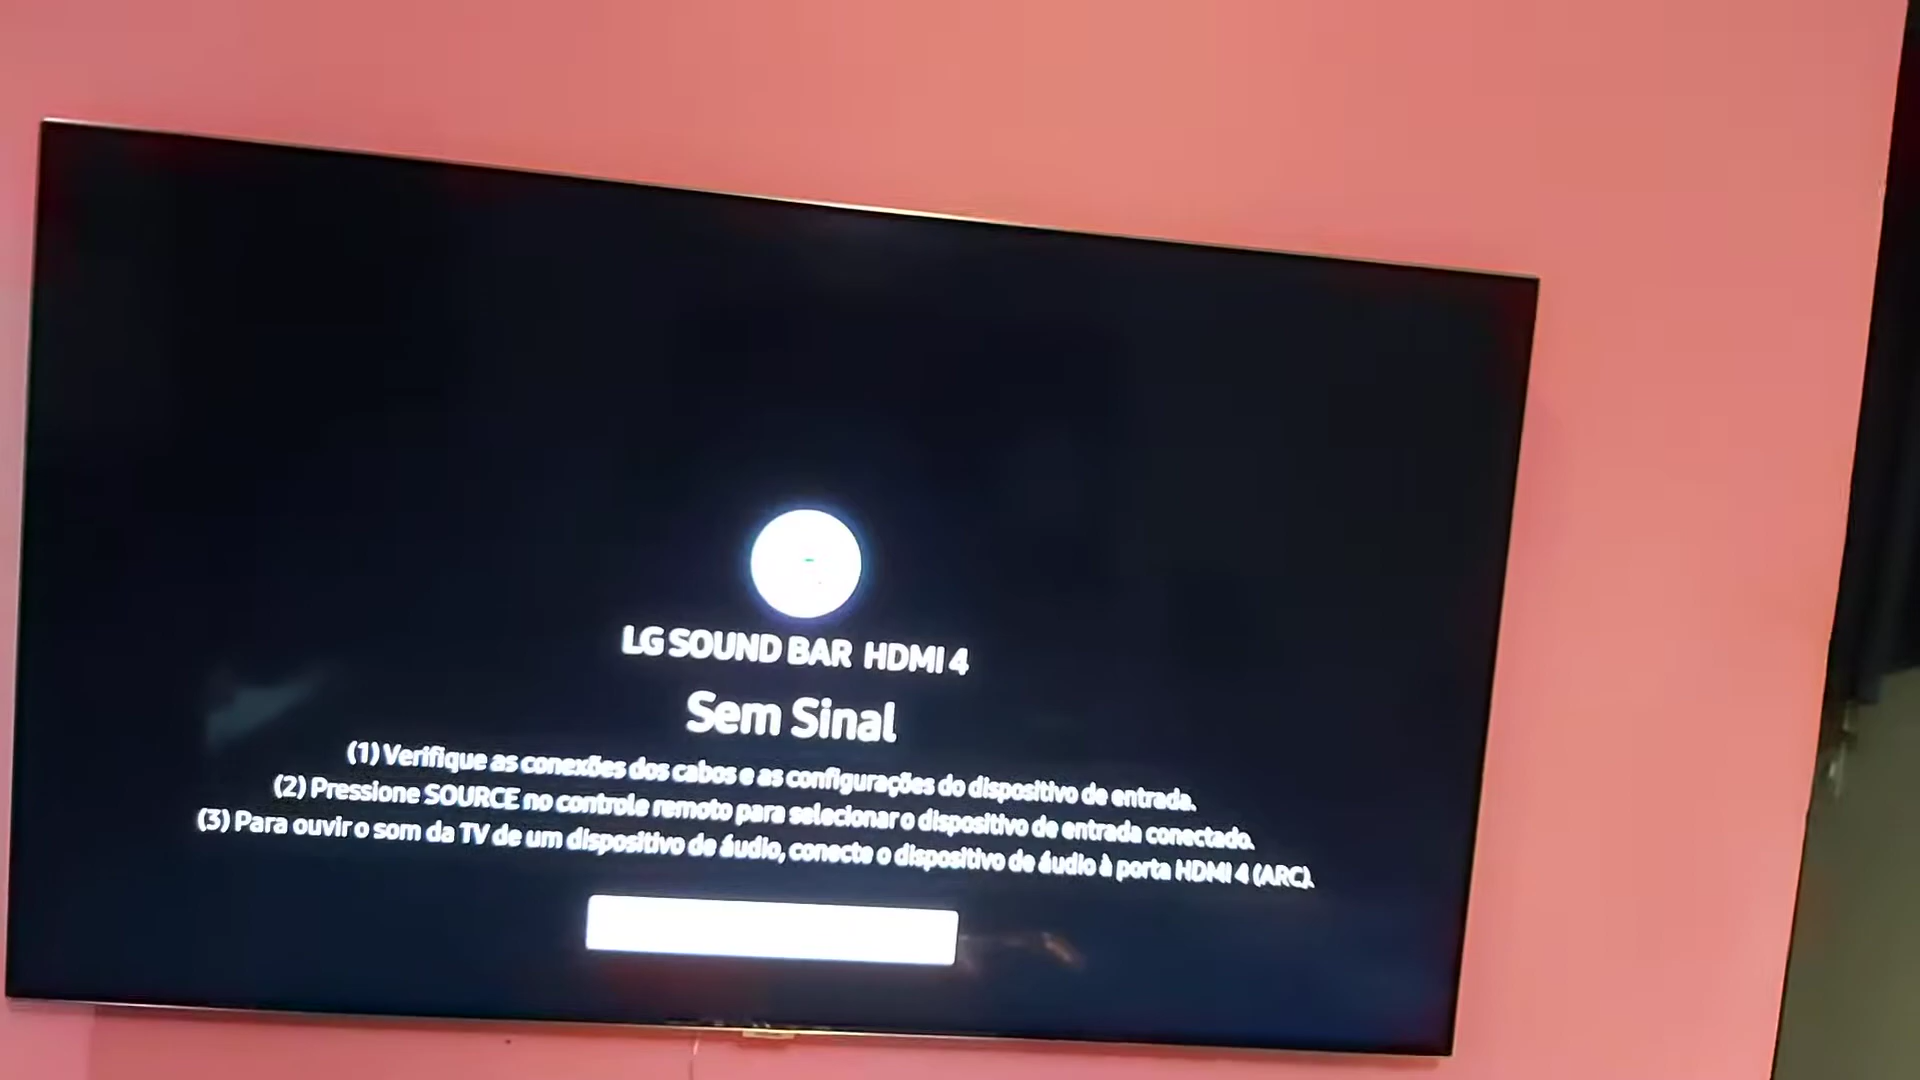 LG SOUND BAR HDMI 4
Sem Sinal
(1) Verifique as conexões dos cabos e as configurações do dispositivo de entrada.
(2) Pressione SOURCE no controle remoto para selecionar o dispositivo de entrada conectado.
(3) Para ouvir o som da TV de um dispositivo de áudio, conecte o dispositivo de áudio à porta HDMI 4 (ARC).